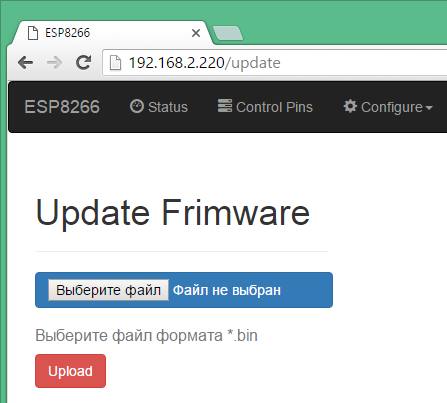 ESP8266
192.168.2.220/update
ESP8266 Status Control Pins Configure
Update Frimware
Выберите файл Файл не выбран
Выберите файл формата *.bin
Upload